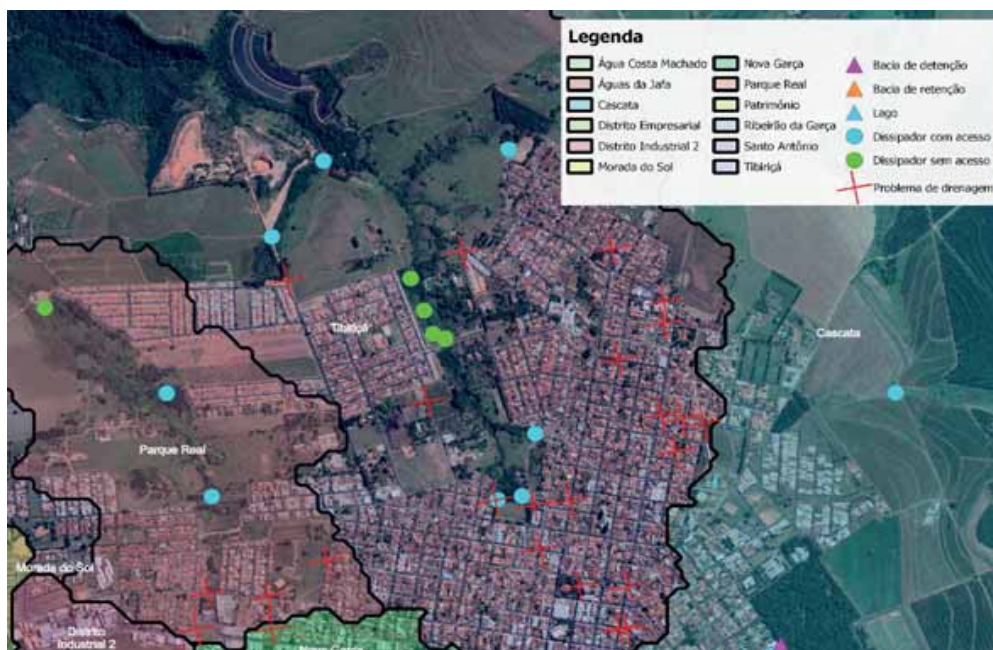 Legenda
Água Costa Machado
Águas da Jafa
Cascata
Distrito Empresarial
Distrito Industrial 2
Morada do Sol
Nova Garça
Parque Real
Patrimônio
Ribeirão da Garça
Santo Antônio
Tibiriçá
Bacia de detenção
Bacia de retenção
Lago
Dissipador com acesso
Dissipador sem acesso
Problema de drenagem
Tibiriçá
Cascata
Parque Real
Morada do Sol
Distrito
Industrial 2
Nova Garça